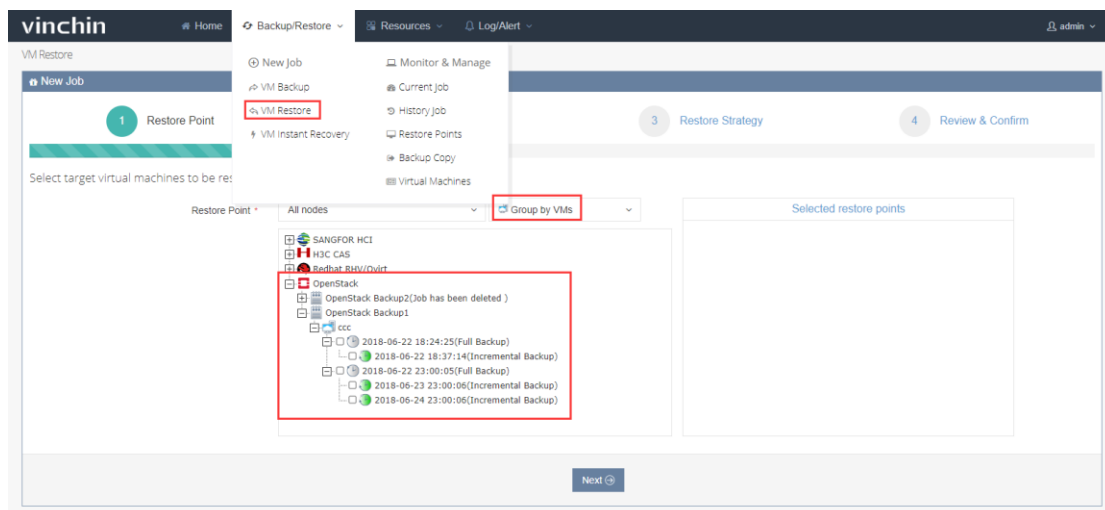 vinchin Home Backup/Restore Resources Log/Alert admin
VM Restore
New Job Monitor & Manage
New Job
VM Backup Current Job
1 Restore Point VM Restore History Job 3 Restore Strategy 4 Review & Confirm
VM Instant Recovery Restore Points
Backup Copy
Select target virtual machines to be res Virtual Machines
Restore Point * All nodes Group by VMs Selected restore points
SANGFOR HCI
H3C CAS
Redhat RHV/Ovirt
OpenStack
OpenStack Backup2(Job has been deleted )
OpenStack Backup1
ccc
2018-06-22 18:24:25(Full Backup)
2018-06-22 18:37:14(Incremental Backup)
2018-06-22 23:00:05(Full Backup)
2018-06-23 23:00:06(Incremental Backup)
2018-06-24 23:00:06(Incremental Backup)
Next